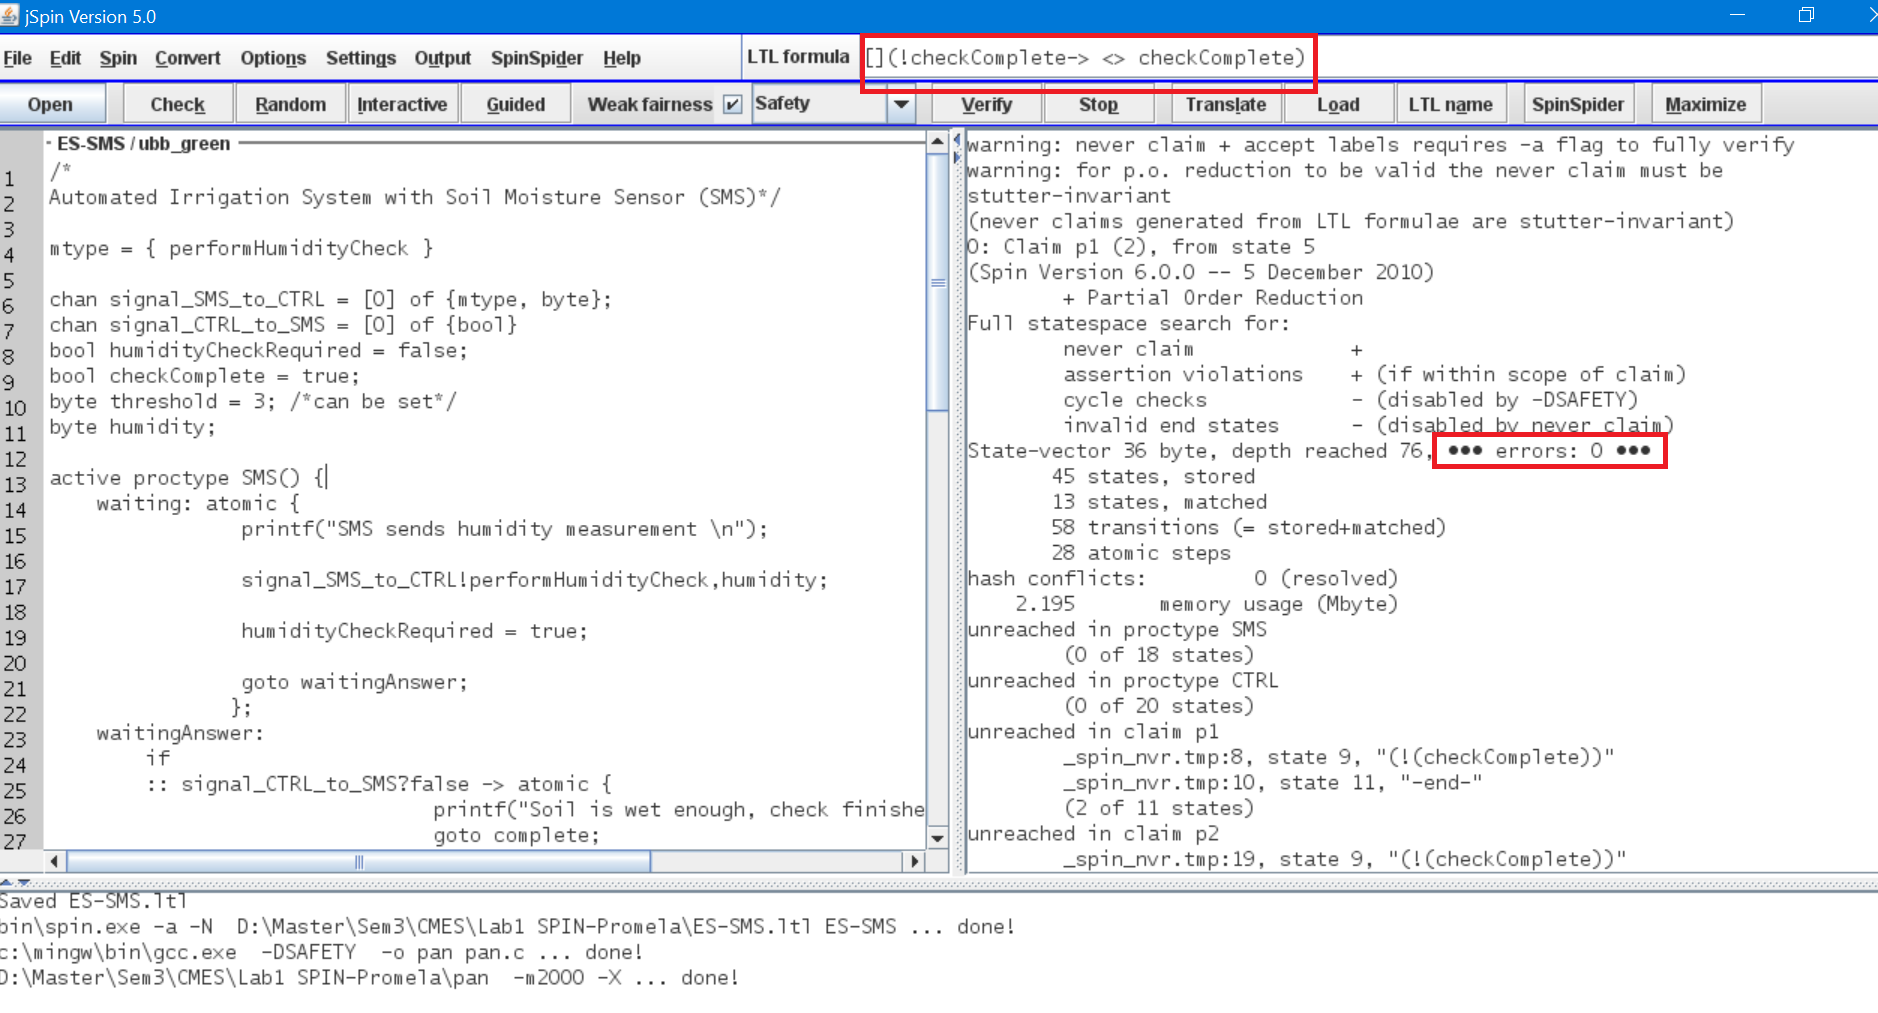 jSpin Version 5.0
File Edit Spin Convert Options Settings Output SpinSpider Help LTL formula [](!checkComplete-> <> checkComplete)
Open Check Random Interactive Guided Weak fairness Safety Verify Stop Translate Load LTL name SpinSpider Maximize
ES-SMS / ubb_green
1 /*
2 Automated Irrigation System with Soil Moisture Sensor (SMS)*/
3
4 mtype = { performHumidityCheck }
5
6 chan signal_SMS_to_CTRL = [0] of {mtype, byte};
7 chan signal_CTRL_to_SMS = [0] of {bool}
8 bool humidityCheckRequired = false;
9 bool checkComplete = true;
10 byte threshold = 3; /*can be set*/
11 byte humidity;
12
13 active proctype SMS() {
14 waiting: atomic {
15 printf("SMS sends humidity measurement \n");
16
17 signal_SMS_to_CTRL!performHumidityCheck,humidity;
18
19 humidityCheckRequired = true;
20
21 goto waitingAnswer;
22 };
23 waitingAnswer:
24 if
25 :: signal_CTRL_to_SMS?false -> atomic {
26 printf("Soil is wet enough, check finishe
27 goto complete;
warning: never claim + accept labels requires -a flag to fully verify
warning: for p.o. reduction to be valid the never claim must be
stutter-invariant
(never claims generated from LTL formulae are stutter-invariant)
0: Claim p1 (2), from state 5
(Spin Version 6.0.0 -- 5 December 2010)
+ Partial Order Reduction
Full statespace search for:
never claim +
assertion violations + (if within scope of claim)
cycle checks - (disabled by -DSAFETY)
invalid end states - (disabled by never claim)
State-vector 36 byte, depth reached 76, ●●● errors: 0 ●●●
45 states, stored
13 states, matched
58 transitions (= stored+matched)
28 atomic steps
hash conflicts: 0 (resolved)
2.195 memory usage (Mbyte)
unreached in proctype SMS
(0 of 18 states)
unreached in proctype CTRL
(0 of 20 states)
unreached in claim p1
_spin_nvr.tmp:8, state 9, "(!(checkComplete))"
_spin_nvr.tmp:10, state 11, "-end-"
(2 of 11 states)
unreached in claim p2
_spin_nvr.tmp:19, state 9, "(!(checkComplete))"
Saved ES-SMS.ltl
bin\spin.exe -a -N D:\Master\Sem3\CMES\Lab1 SPIN-Promela\ES-SMS.ltl ES-SMS ... done!
c:\mingw\bin\gcc.exe -DSAFETY -o pan pan.c ... done!
D:\Master\Sem3\CMES\Lab1 SPIN-Promela\pan -m2000 -X ... done!